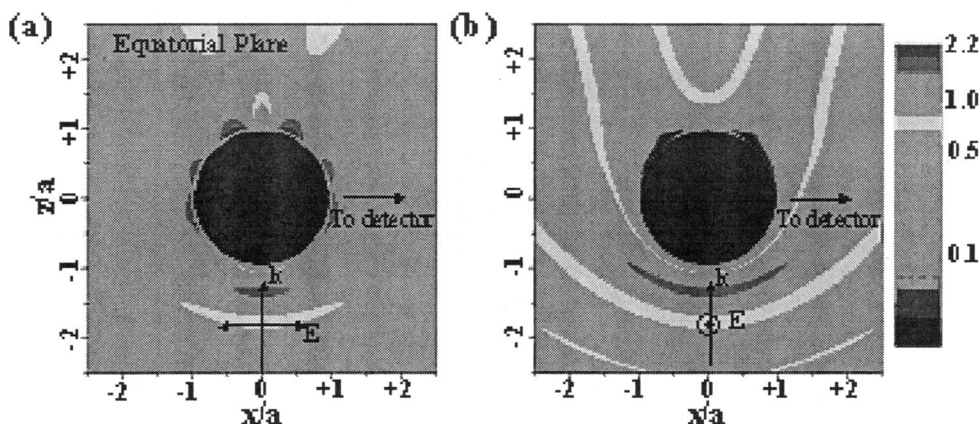 (a)
Equatorial Plane
z/a
+2
+1
0
-1
-2
To detector
k
E
-2
-1
0
+1
+2
x/a
(b)
+2
+1
0
-1
-2
To detector
k
E
-2
-1
0
+1
+2
x/a
2.2
1.0
0.5
0.1